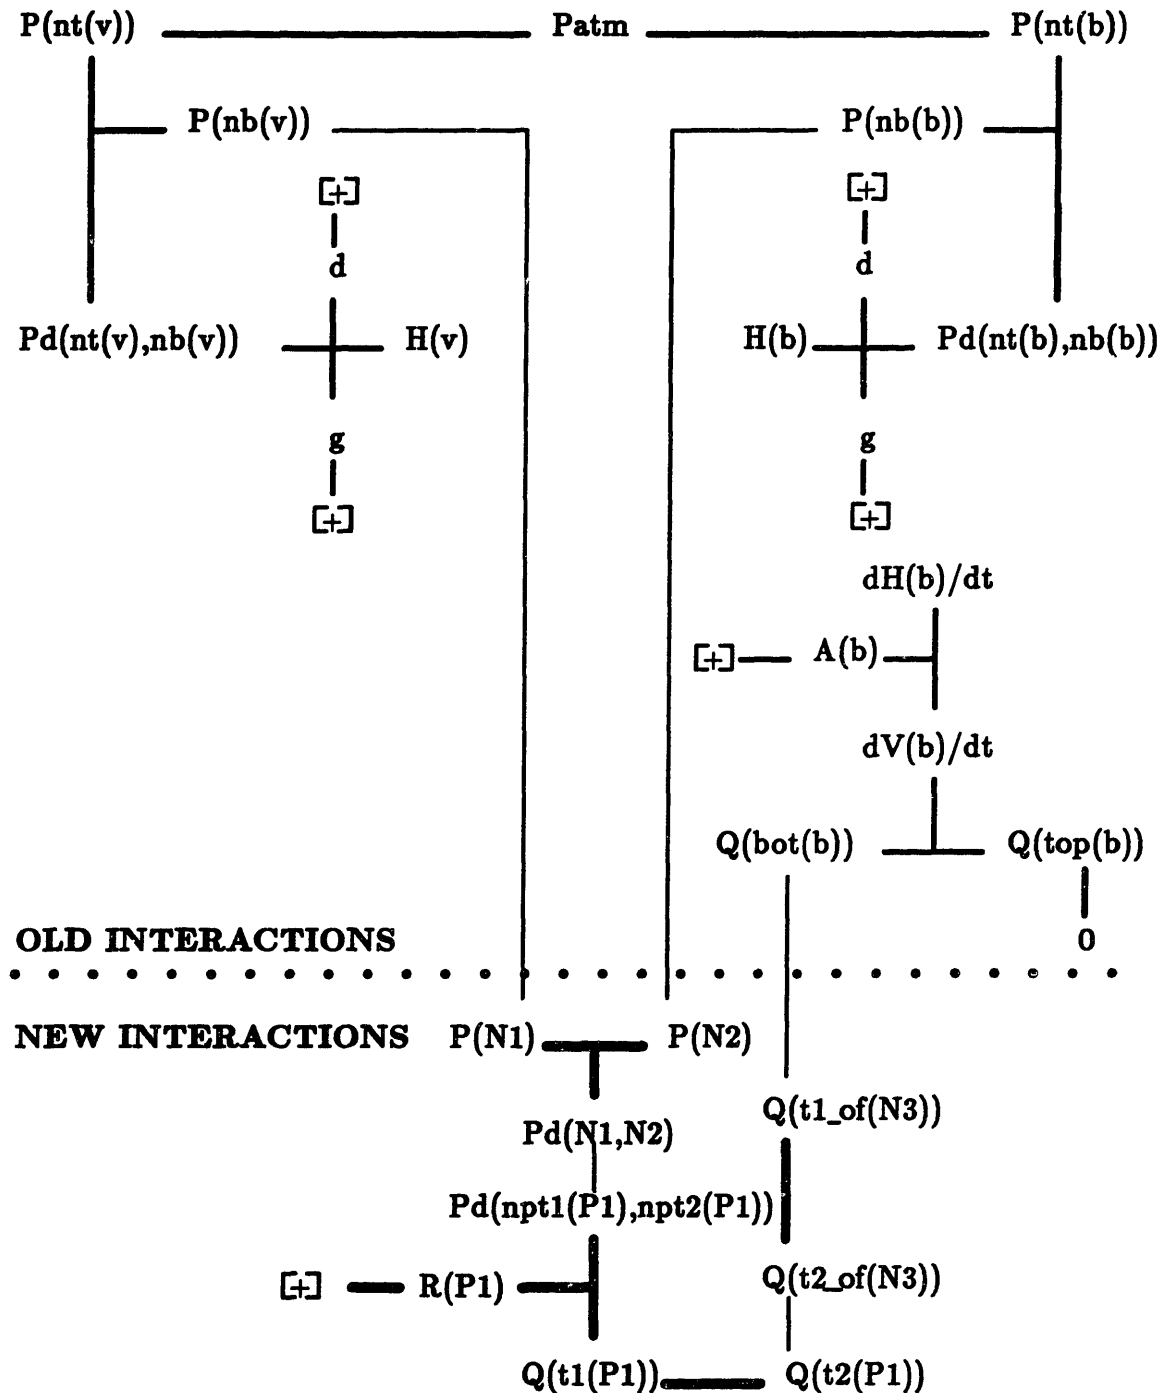 P(nt(v)) Patm P(nt(b))
P(nb(v)) P(nb(b))
[+] [+]
d d
Pd(nt(v),nb(v)) H(v) H(b) Pd(nt(b),nb(b))
g g
[+] [+]
dH(b)/dt
[+] A(b)
dV(b)/dt
Q(bot(b)) Q(top(b))
OLD INTERACTIONS 0
NEW INTERACTIONS P(N1) P(N2)
Q(t1_of(N3))
Pd(N1,N2)
Pd(npt1(P1),npt2(P1))
[+] R(P1) Q(t2_of(N3))
Q(t1(P1)) Q(t2(P1))